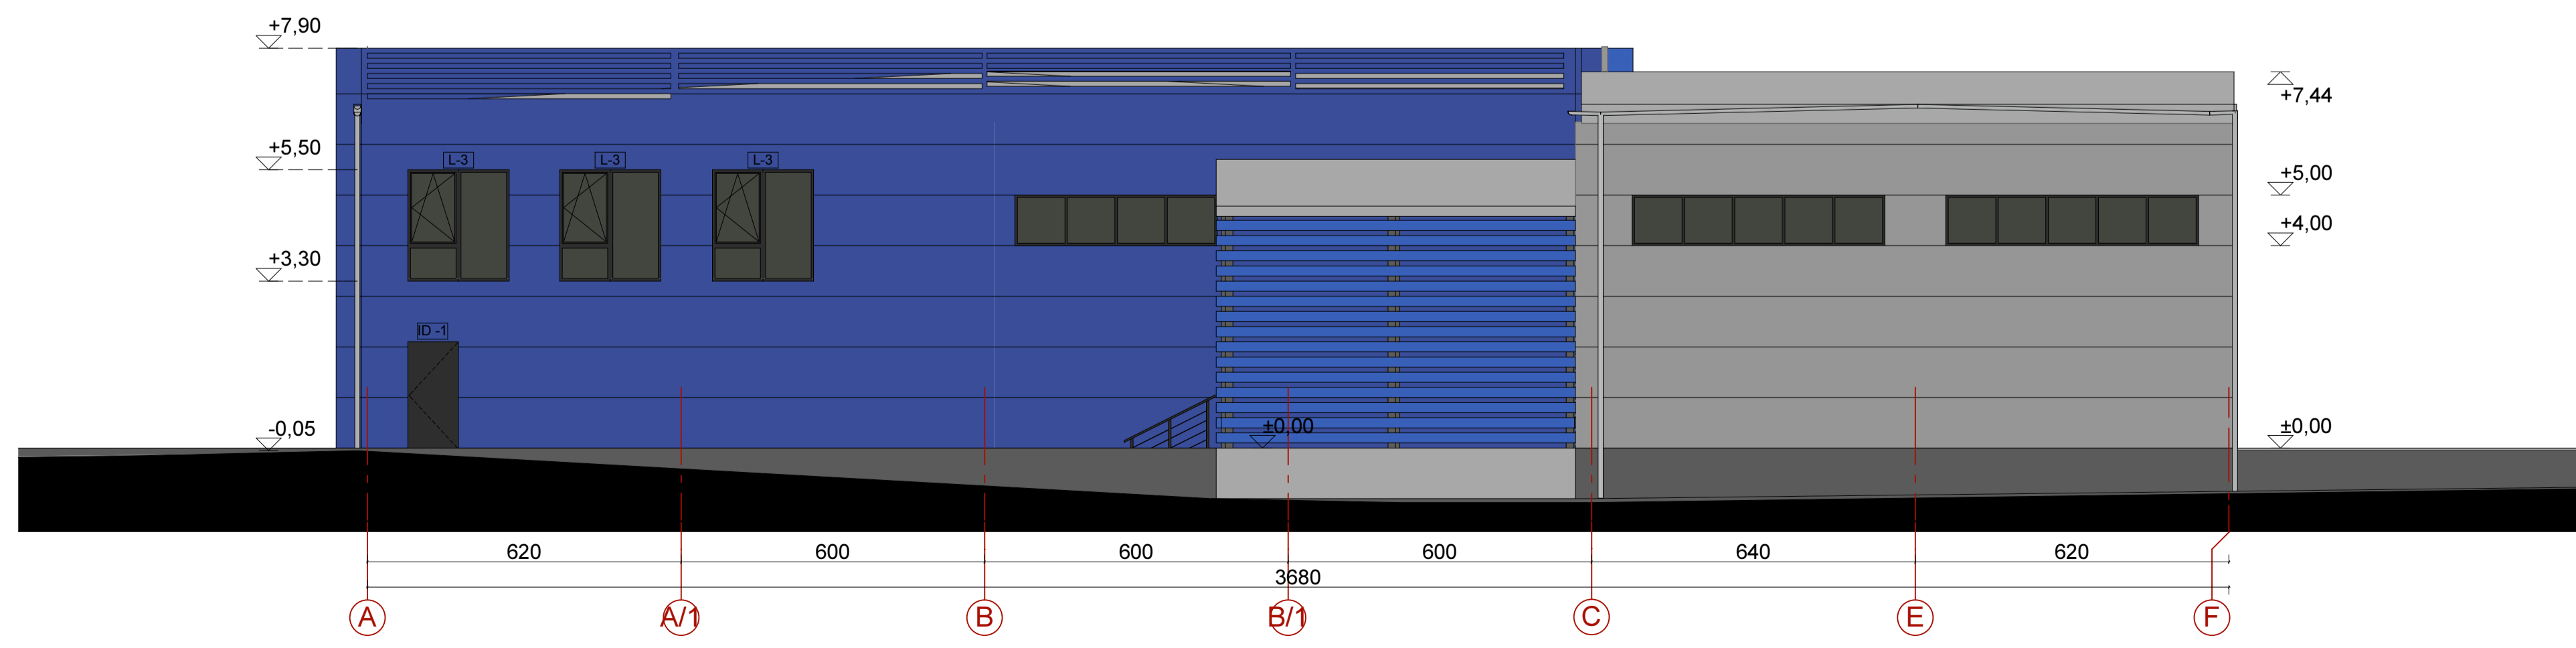 +7,90
+7,44
+5,50
L-3 L-3 L-3
+5,00
+4,00
+3,30
ID -1
-0,05
±0,00
±0,00
620 600 600 600 640 620
3680
A A/1 B B/1 C E F